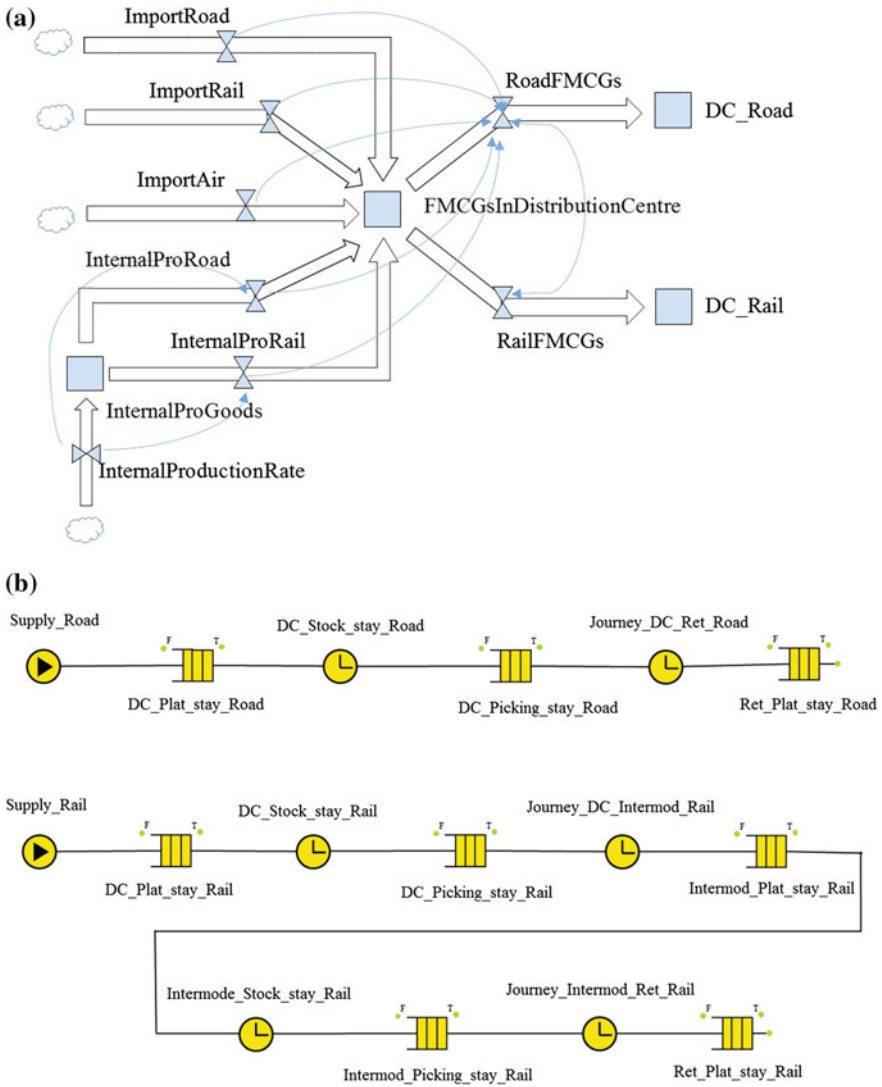 (a)
ImportRoad
ImportRail
RoadFMCGs
DC_Road
ImportAir
FMCGsInDistributionCentre
InternalProRoad
InternalProRail
DC_Rail
RailFMCGs
InternalProGoods
InternalProductionRate
(b)
Supply_Road
DC_Stock_stay_Road
Journey_DC_Ret_Road
F T
F T
F T
DC_Plat_stay_Road
DC_Picking_stay_Road
Ret_Plat_stay_Road
Supply_Rail
DC_Stock_stay_Rail
Journey_DC_Intermod_Rail
F T
F T
F T
DC_Plat_stay_Rail
DC_Picking_stay_Rail
Intermod_Plat_stay_Rail
Intermode_Stock_stay_Rail
Journey_Intermod_Ret_Rail
F T
F T
Intermod_Picking_stay_Rail
Ret_Plat_stay_Rail